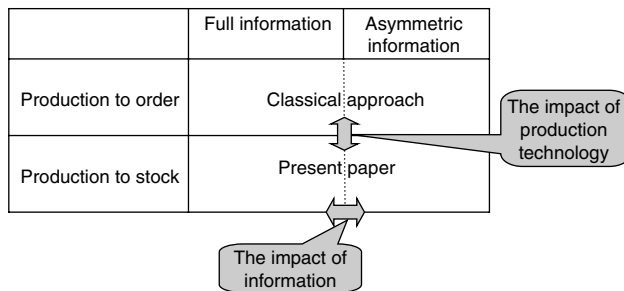 Full information
Asymmetric
information
Production to order
Classical approach
The impact of
production
technology
Production to stock
Present paper
The impact of
information